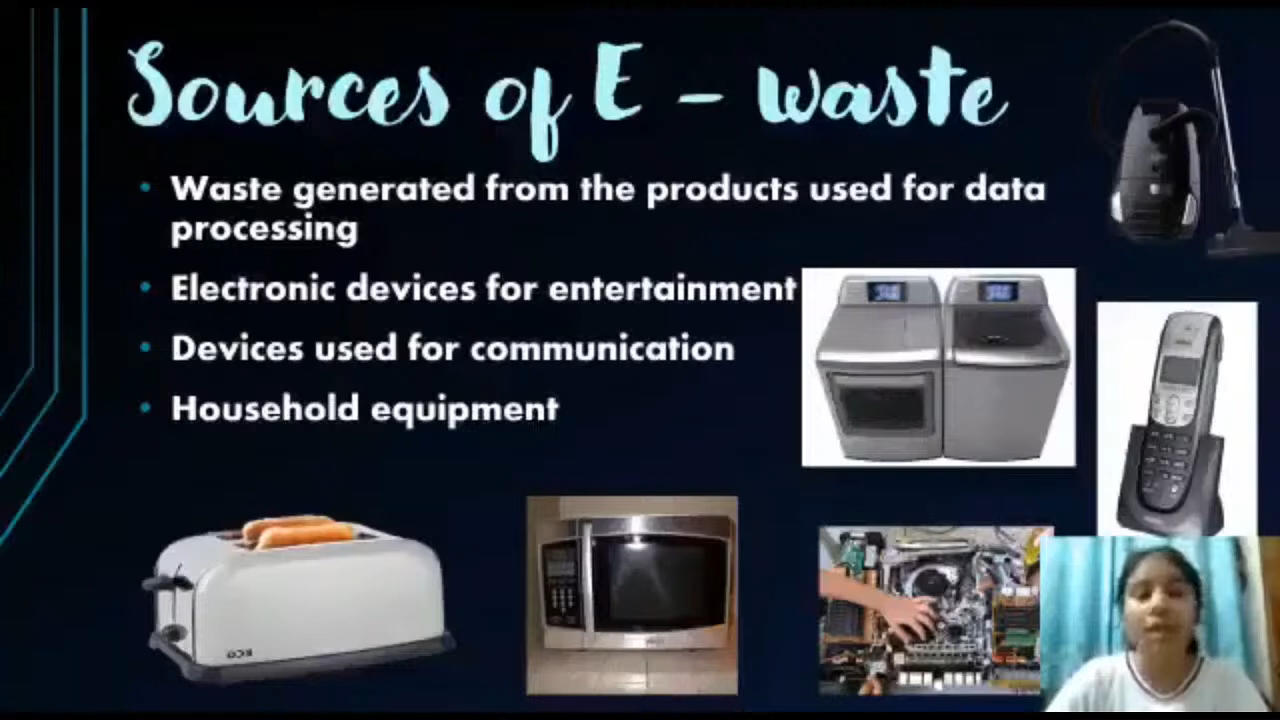 Sources of E - waste
• Waste generated from the products used for data
processing
• Electronic devices for entertainment
• Devices used for communication
• Household equipment